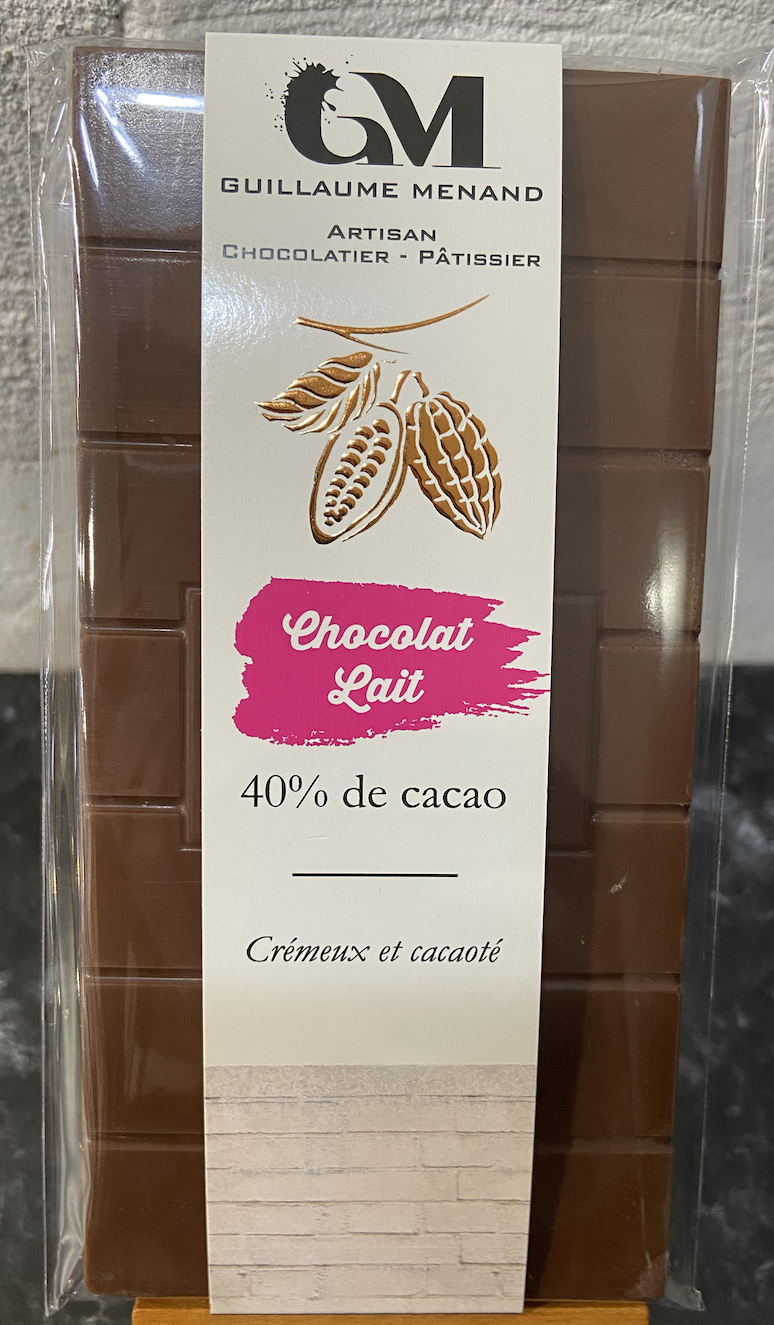 GM
GUILLAUME MENAND
ARTISAN
CHOCOLATIER - PÂTISSIER
Chocolat
Lait
40% de cacao
Crémeux et cacaoté